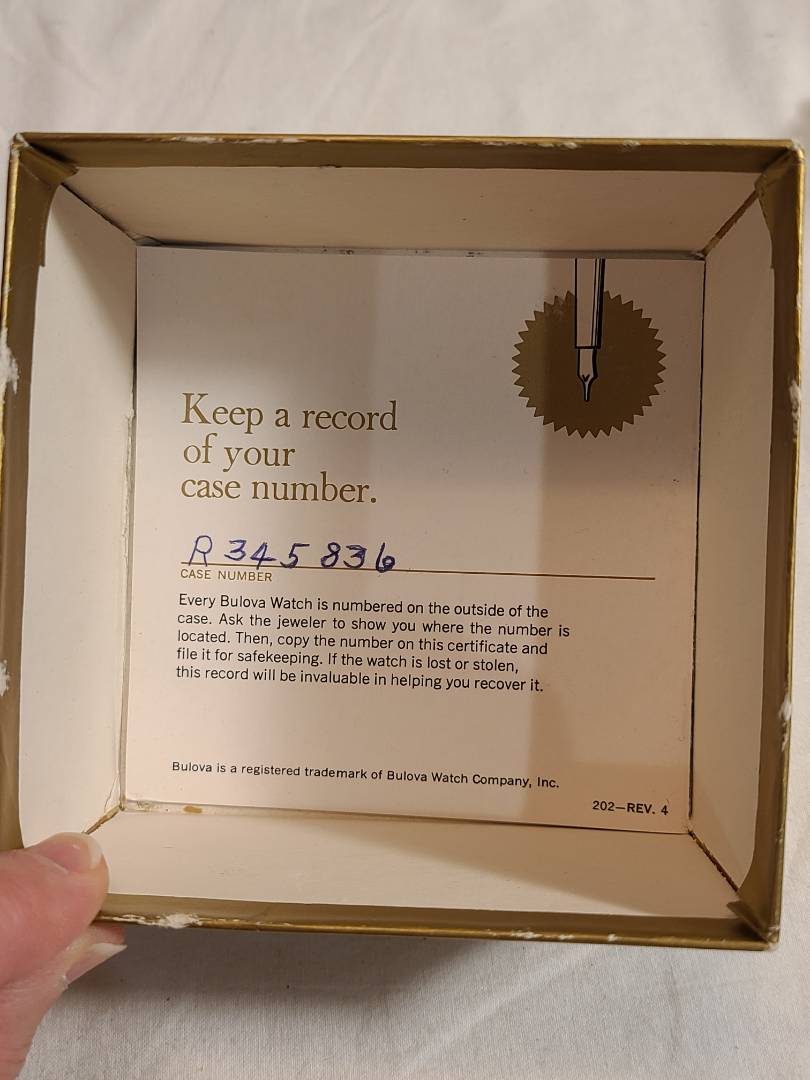 Keep a record
of your
case number.
R 345 836
CASE NUMBER
Every Bulova Watch is numbered on the outside of the
case. Ask the jeweler to show you where the number is
located. Then, copy the number on this certificate and
file it for safekeeping. If the watch is lost or stolen,
this record will be invaluable in helping you recover it.
Bulova is a registered trademark of Bulova Watch Company, Inc.
202—REV. 4